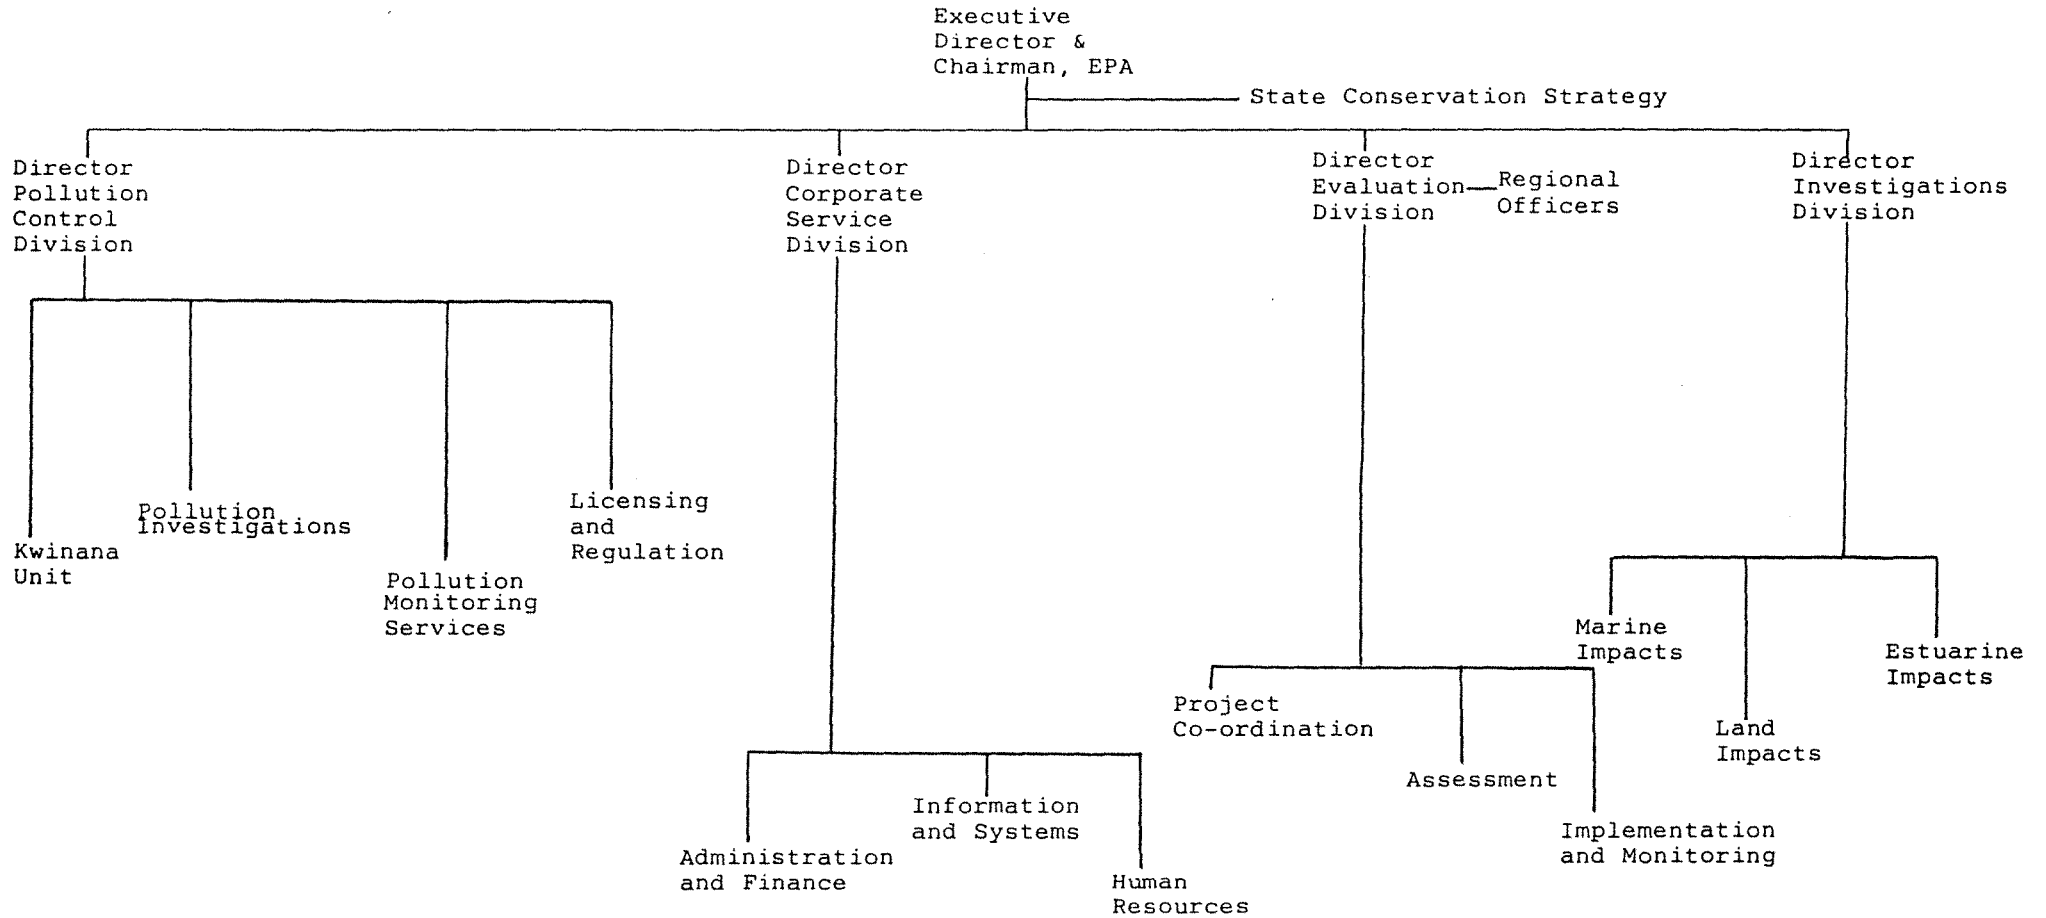 Executive
Director &
Chairman, EPA
State Conservation Strategy
Director
Pollution
Control
Division
Director
Corporate
Service
Division
Director
Evaluation
Division
Regional
Officers
Director
Investigations
Division
Kwinana
Unit
Pollution
Investigations
Pollution
Monitoring
Services
Licensing
and
Regulation
Administration
and Finance
Information
and Systems
Human
Resources
Project
Co-ordination
Assessment
Implementation
and Monitoring
Marine
Impacts
Land
Impacts
Estuarine
Impacts